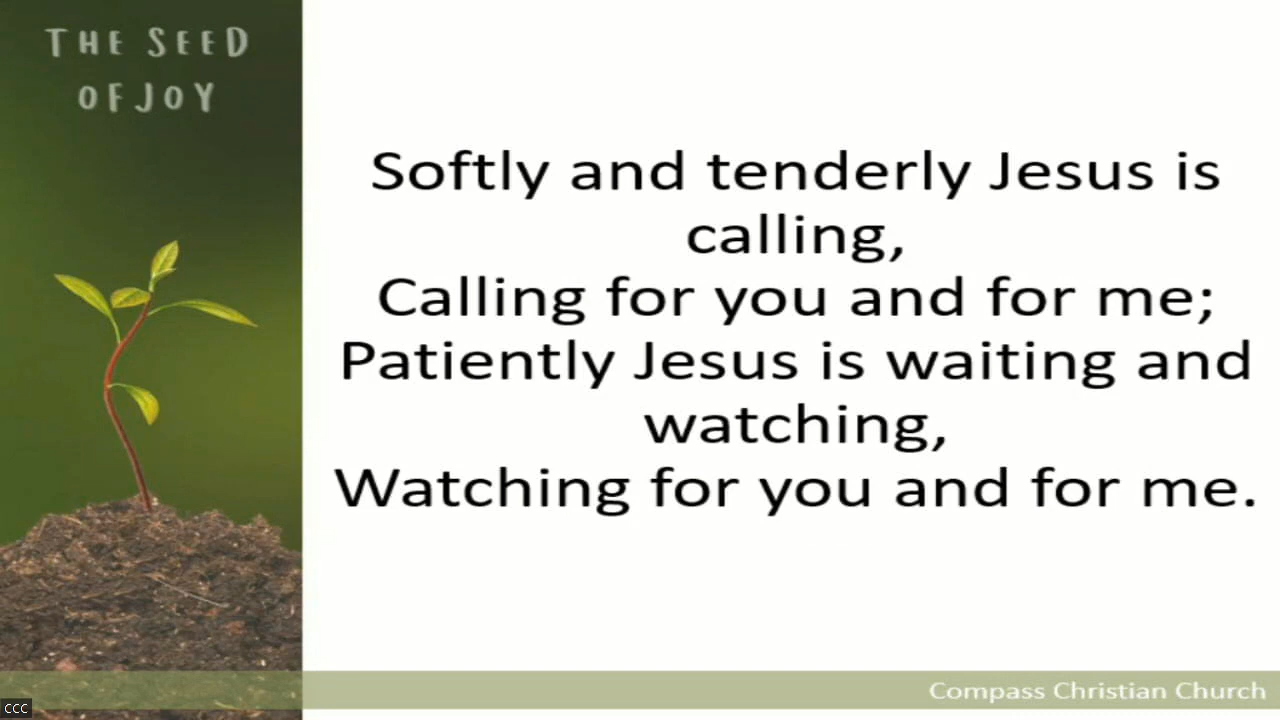 THE SEED
OF JOY
Softly and tenderly Jesus is
calling,
Calling for you and for me;
Patiently Jesus is waiting and
watching,
Watching for you and for me.
Compass Christian Church
CCC